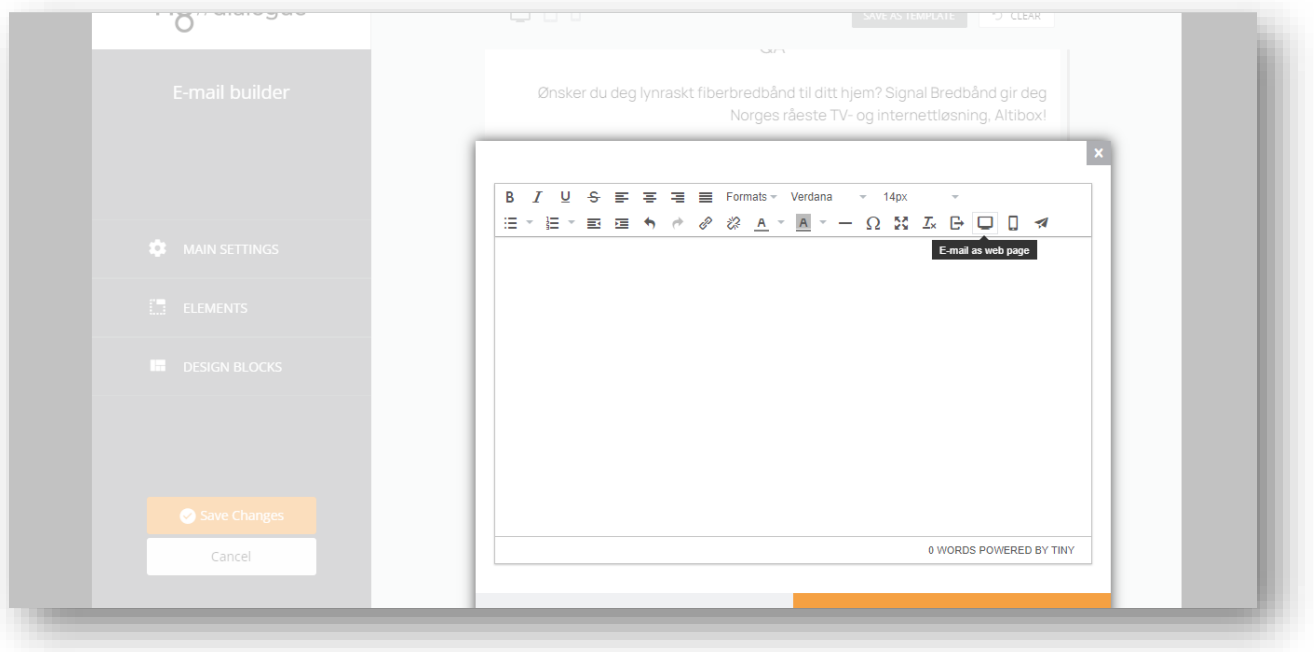 dialogue
SAVE AS TEMPLATE
CLEAR
E-mail builder
Ønsker du deg lynraskt fiberbredbånd til ditt hjem? Signal Bredbånd gir deg
Norges råeste TV- og internettløsning, Altibox!
x
B I U S Formats Verdana 14px
A A Ω Ix
E-mail as web page
MAIN SETTINGS
ELEMENTS
DESIGN BLOCKS
Save Changes
Cancel
0 WORDS POWERED BY TINY